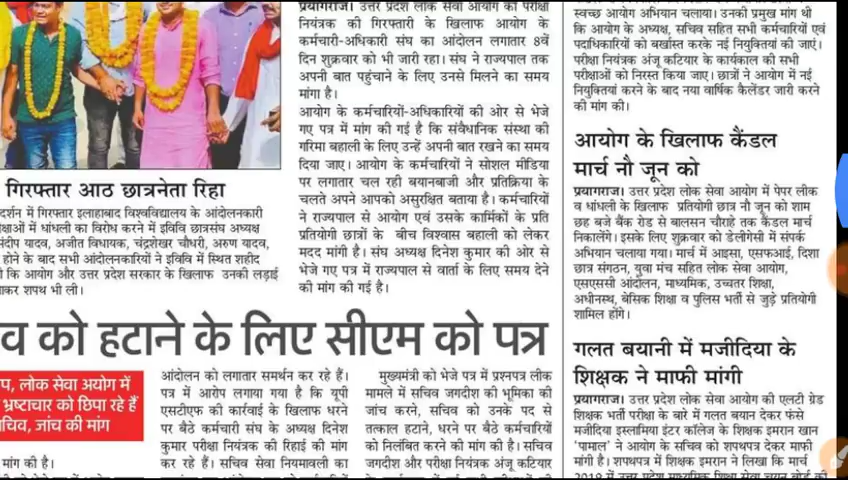 गिरफ्तार आठ छात्रनेता रिहा
दर्शन में गिरफ्तार इलाहाबाद विश्वविद्यालय के आंदोलनकारी
क्षाओं में धांधली का विरोध करने में इविवि छात्रसंघ अध्यक्ष
संदीप यादव, अजीत विधायक, चंद्रशेखर चौधरी, अरुण यादव,
होने के बाद सभी आंदोलनकारियों ने इविवि में स्थित शहीद
की कि आयोग और उत्तर प्रदेश सरकार के खिलाफ उनकी लड़ाई
ाकर शपथ भी ली।
प्रयागराज। उत्तर प्रदेश लोक सेवा आयोग की परीक्षा
नियंत्रक की गिरफ्तारी के खिलाफ आयोग के
कर्मचारी-अधिकारी संघ का आंदोलन लगातार 8वें
दिन शुक्रवार को भी जारी रहा। संघ ने राज्यपाल तक
अपनी बात पहुंचाने के लिए उनसे मिलने का समय
मांगा है।
आयोग के कर्मचारियों-अधिकारियों की ओर से भेजे
गए पत्र में मांग की गई है कि संवैधानिक संस्था की
गरिमा बहाली के लिए उन्हें अपनी बात रखने का समय
दिया जाए। आयोग के कर्मचारियों ने सोशल मीडिया
पर लगातार चल रही बयानबाजी और प्रतिक्रिया के
चलते अपने आपको असुरक्षित बताया है। कर्मचारियों
ने राज्यपाल से आयोग एवं उसके कार्मिकों के प्रति
प्रतियोगी छात्रों के बीच विश्वास बहाली को लेकर
मदद मांगी है। संघ अध्यक्ष दिनेश कुमार की ओर से
भेजे गए पत्र में राज्यपाल से वार्ता के लिए समय देने
की मांग की गई है।
व को हटाने के लिए सीएम को पत्र
प, लोक सेवा अयोग में
भ्रष्टाचार को छिपा रहे हैं
सचिव, जांच की मांग
मांग की है।
आंदोलन को लगातार समर्थन कर रहे हैं।
पत्र में आरोप लगाया गया है कि यूपी
एसटीएफ की कार्रवाई के खिलाफ धरने
पर बैठे कर्मचारी संघ के अध्यक्ष दिनेश
कुमार परीक्षा नियंत्रक की रिहाई की मांग
कर रहे हैं। सचिव सेवा नियमावली का
मुख्यमंत्री को भेजे पत्र में प्रश्नपत्र लीक
मामले में सचिव जगदीश की भूमिका की
जांच करने, सचिव को उनके पद से
तत्काल हटाने, धरने पर बैठे कर्मचारियों
को निलंबित करने की मांग की है। सचिव
जगदीश और परीक्षा नियंत्रक अंजू कटियार
स्वच्छ आयोग अभियान चलाया। उनकी प्रमुख मांग थी
कि आयोग के अध्यक्ष, सचिव सहित सभी कर्मचारियों एवं
पदाधिकारियों को बर्खास्त करके नई नियुक्तियां की जाएं।
परीक्षा नियंत्रक अंजू कटियार के कार्यकाल की सभी
परीक्षाओं को निरस्त किया जाए। छात्रों ने आयोग में नई
नियुक्तियां करने के बाद नया वार्षिक कैलेंडर जारी करने
की मांग की।
आयोग के खिलाफ कैंडल
मार्च नौ जून को
प्रयागराज। उत्तर प्रदेश लोक सेवा आयोग में पेपर लीक
व धांधली के खिलाफ प्रतियोगी छात्र नौ जून को शाम
छह बजे बैंक रोड से बालसन चौराहे तक कैंडल मार्च
निकालेंगे। इसके लिए शुक्रवार को डेलीगेसी में संपर्क
अभियान चलाया गया। मार्च में आइसा, एसएफआई, दिशा
छात्र संगठन, युवा मंच सहित लोक सेवा आयोग,
एसएससी आंदोलन, माध्यमिक, उच्चतर शिक्षा,
अधीनस्थ, बेसिक शिक्षा व पुलिस भर्ती से जुड़े प्रतियोगी
शामिल होंगे।
गलत बयानी में मजीदिया के
शिक्षक ने माफी मांगी
प्रयागराज। उत्तर प्रदेश लोक सेवा आयोग की एलटी ग्रेड
शिक्षक भर्ती परीक्षा के बारे में गलत बयान देकर फंसे
मजीदिया इस्लामिया इंटर कॉलेज के शिक्षक इमरान खान
'पामाल' ने आयोग के सचिव को शपथपत्र देकर माफी
मांगी है। शपथपत्र में शिक्षक इमरान ने लिखा कि मार्च